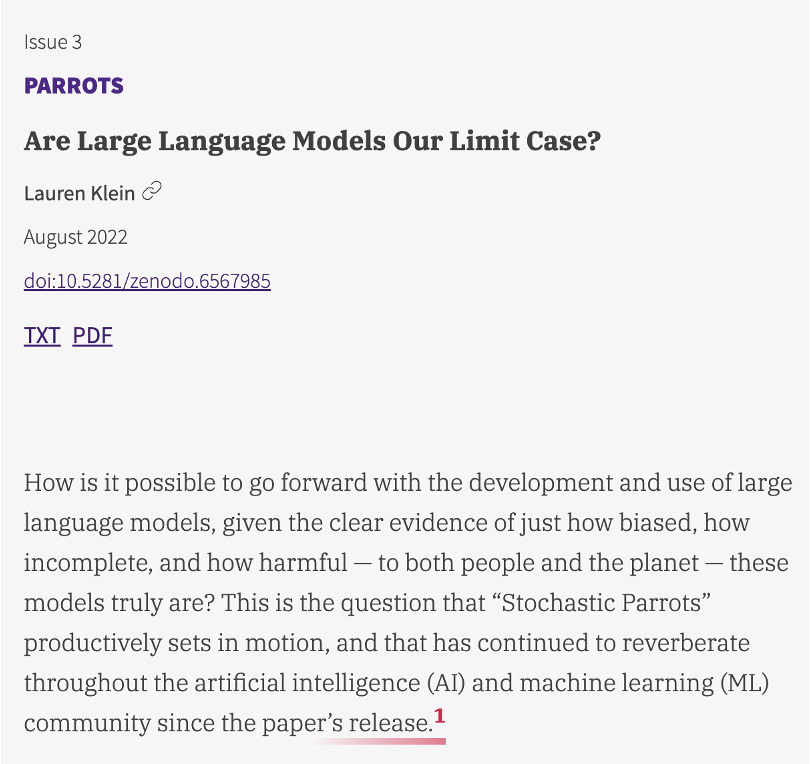 Issue 3
PARROTS
Are Large Language Models Our Limit Case?
Lauren Klein
August 2022
doi:10.5281/zenodo.6567985
TXT PDF
How is it possible to go forward with the development and use of large
language models, given the clear evidence of just how biased, how
incomplete, and how harmful — to both people and the planet — these
models truly are? This is the question that “Stochastic Parrots”
productively sets in motion, and that has continued to reverberate
throughout the artificial intelligence (AI) and machine learning (ML)
community since the paper’s release.1